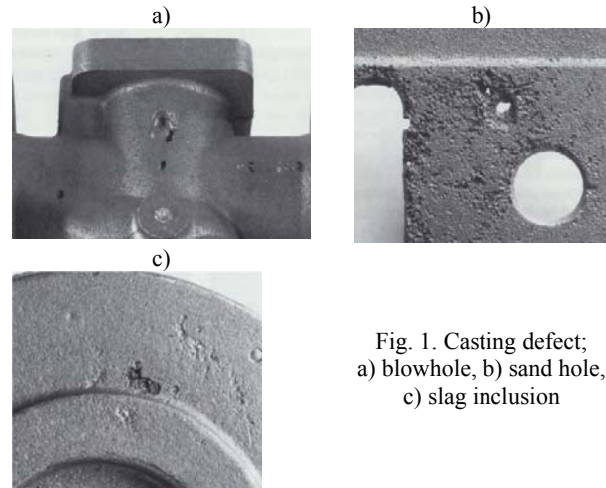 a)
b)
c)
Fig. 1. Casting defect;
a) blowhole, b) sand hole,
c) slag inclusion